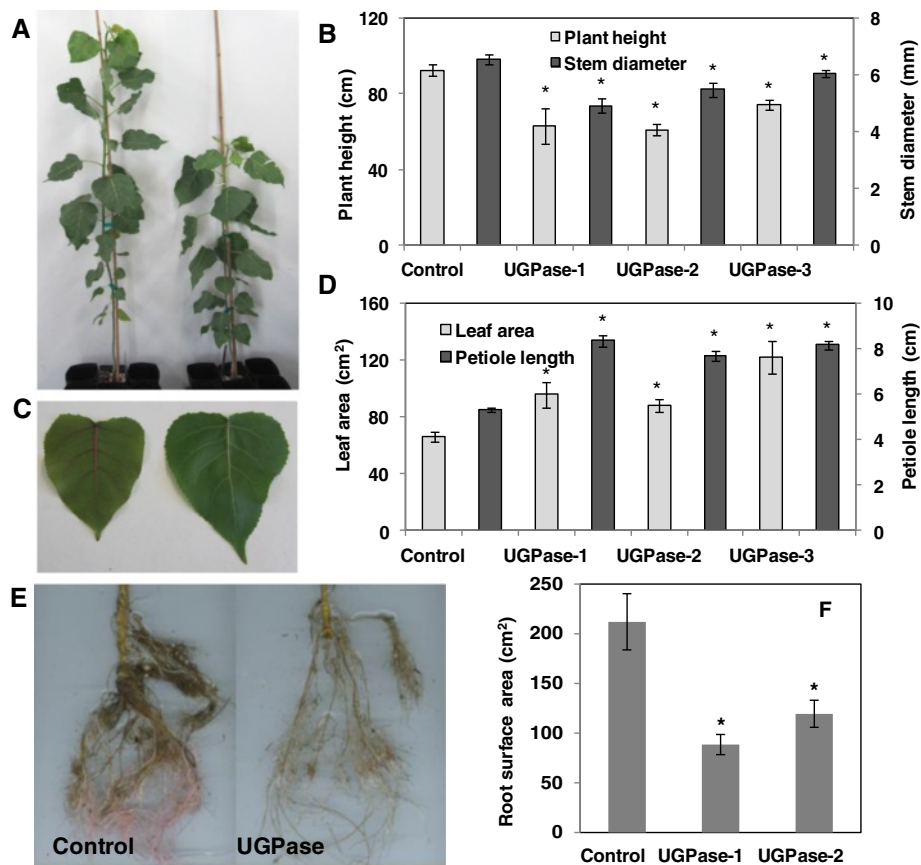 A
B
Plant height (cm)
120
80
40
0
Plant height
Stem diameter
* * * * * *
8
6
4
2
0
Stem diameter (mm)
Control UGPase-1 UGPase-2 UGPase-3
C
D
Leaf area (cm²)
160
120
80
40
0
Leaf area
Petiole length
* * * * * *
10
8
6
4
2
0
Petiole length (cm)
Control UGPase-1 UGPase-2 UGPase-3
E
Control UGPase
F
Root surface area (cm²)
250
200
150
100
50
0
* *
Control UGPase-1 UGPase-2